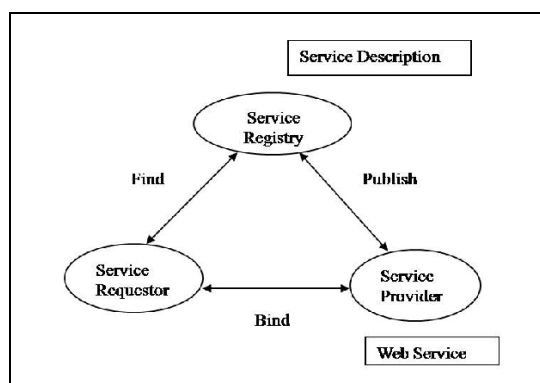 Service Description
Service
Registry
Find
Publish
Service
Requestor
Service
Provider
Bind
Web Service